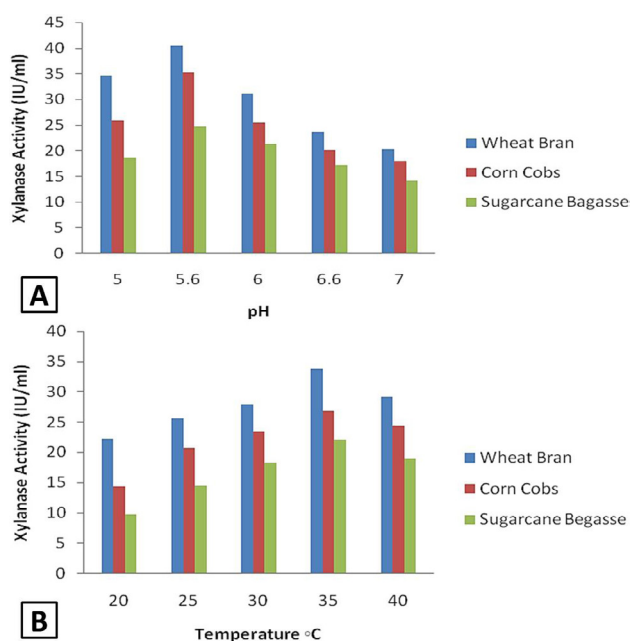 Xylanase Activity (IU/ml)
45
40
35
30
25
20
15
10
5
0
5 5.6 6 6.6 7
pH
Wheat Bran
Corn Cobs
Sugarcane Bagasse
A
Xylanase Activity (IU/ml)
40
35
30
25
20
15
10
5
0
20 25 30 35 40
Temperature ∘C
Wheat Bran
Corn Cobs
Sugarcane Begasse
B